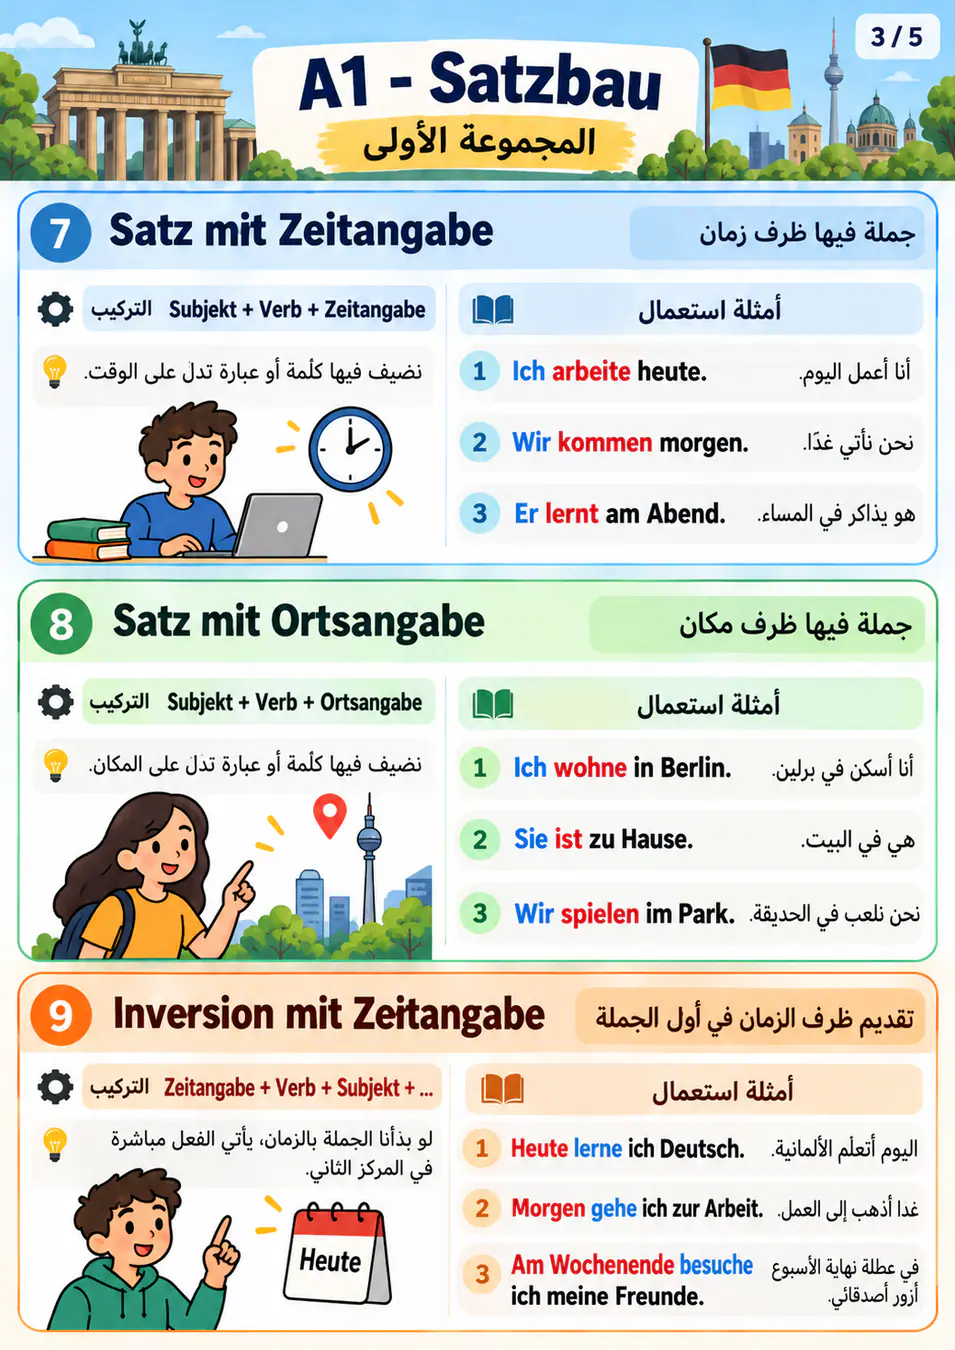 3 / 5
A1 - Satzbau
المجموعة الأولى
7 Satz mit Zeitangabe جملة فيها ظرف زمان
التركيب Subjekt + Verb + Zeitangabe
نضيف فيها كلّمة أو عبارة تدلّ على الوقت.
أمثلة استعمال
1 Ich arbeite heute. أنا أعمل اليوم.
2 Wir kommen morgen. نحن نأتي غدًا.
3 Er lernt am Abend. هو يذاكر في المساء.
8 Satz mit Ortsangabe جملة فيها ظرف مكان
التركيب Subjekt + Verb + Ortsangabe
نضيف فيها كلّمة أو عبارة تدلّ على المكان.
أمثلة استعمال
1 Ich wohne in Berlin. أنا أسكن في برلين.
2 Sie ist zu Hause. هي في البيت.
3 Wir spielen im Park. نحن نلعب في الحديقة.
9 Inversion mit Zeitangabe تقديم ظرف الزمان في أول الجملة
التركيب Zeitangabe + Verb + Subjekt + ...
لو بدأنا الجملة بالزمان، يأتي الفعل مباشرة
في المركز الثاني.
Heute
أمثلة استعمال
1 Heute lerne ich Deutsch. اليوم أتعلّم الألمانية.
2 Morgen gehe ich zur Arbeit. غدا أذهب إلى العمل.
3 Am Wochenende besuche
ich meine Freunde.
في عطلة نهاية الأسبوع
أزور أصدقائي.